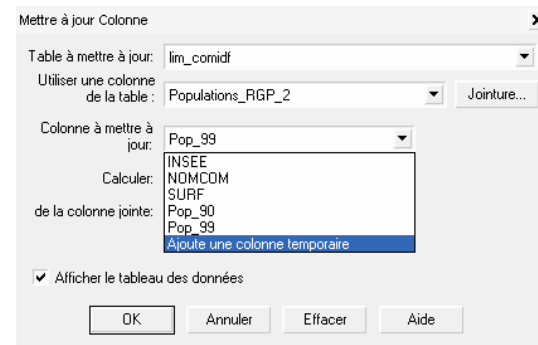 Mettre à jour Colonne
Table à mettre à jour: lim_comidf
Utiliser une colonne
de la table : Populations_RGP_2 Jointure...
Colonne à mettre à
jour: Pop_99
INSEE
Calculer: NOMCOM
SURF
de la colonne jointe: Pop_90
Pop_99
Ajoute une colonne temporaire
Afficher le tableau des données
OK Annuler Effacer Aide